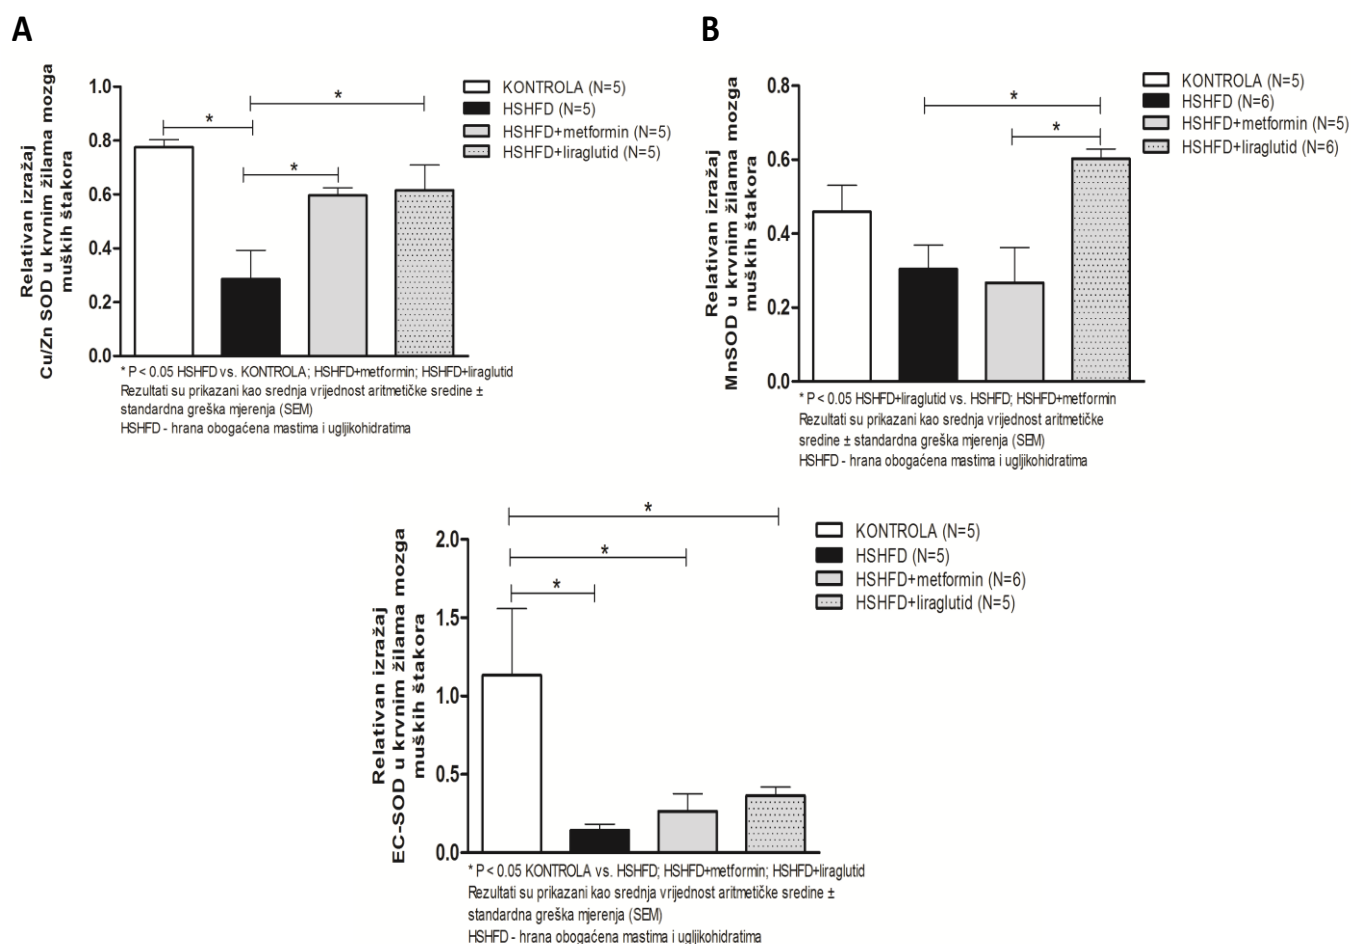 A
Relativan izražaj
Cu/Zn SOD u krvnim žilama mozga
muških štakora
1.0
0.8
0.6
0.4
0.2
0.0
*
*
*
KONTROLA (N=5)
HSHFD (N=5)
HSHFD+metformin (N=5)
HSHFD+liraglutid (N=5)
* P < 0.05 HSHFD vs. KONTROLA; HSHFD+metformin; HSHFD+liraglutid
Rezultati su prikazani kao srednja vrijednost aritmetičke sredine ±
standardna greška mjerenja (SEM)
HSHFD - hrana obogaćena mastima i ugljikohidratima
B
Relativan izražaj
MnSOD u krvnim žilama mozga
muških štakora
0.8
0.6
0.4
0.2
0.0
*
*
KONTROLA (N=5)
HSHFD (N=6)
HSHFD+metformin (N=5)
HSHFD+liraglutid (N=6)
* P < 0.05 HSHFD+liraglutid vs. HSHFD; HSHFD+metformin
Rezultati su prikazani kao srednja vrijednost aritmetičke
sredine ± standardna greška mjerenja (SEM)
HSHFD - hrana obogaćena mastima i ugljikohidratima
Relativan izražaj
EC-SOD u krvnim žilama mozga
muških štakora
2.0
1.5
1.0
0.5
0.0
*
*
*
KONTROLA (N=5)
HSHFD (N=5)
HSHFD+metformin (N=6)
HSHFD+liraglutid (N=5)
* P < 0.05 KONTROLA vs. HSHFD; HSHFD+metformin; HSHFD+liraglutid
Rezultati su prikazani kao srednja vrijednost aritmetičke sredine ±
standardna greška mjerenja (SEM)
HSHFD - hrana obogaćena mastima i ugljikohidratima